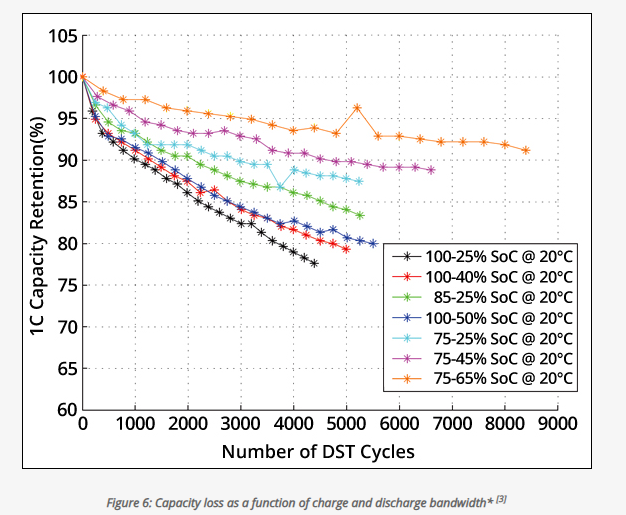 105
100
95
90
85
80
75
70
65
60
1C Capacity Retention(%)
100-25% SoC @ 20°C
100-40% SoC @ 20°C
85-25% SoC @ 20°C
100-50% SoC @ 20°C
75-25% SoC @ 20°C
75-45% SoC @ 20°C
75-65% SoC @ 20°C
0 1000 2000 3000 4000 5000 6000 7000 8000 9000
Number of DST Cycles
Figure 6: Capacity loss as a function of charge and discharge bandwidth* [3]